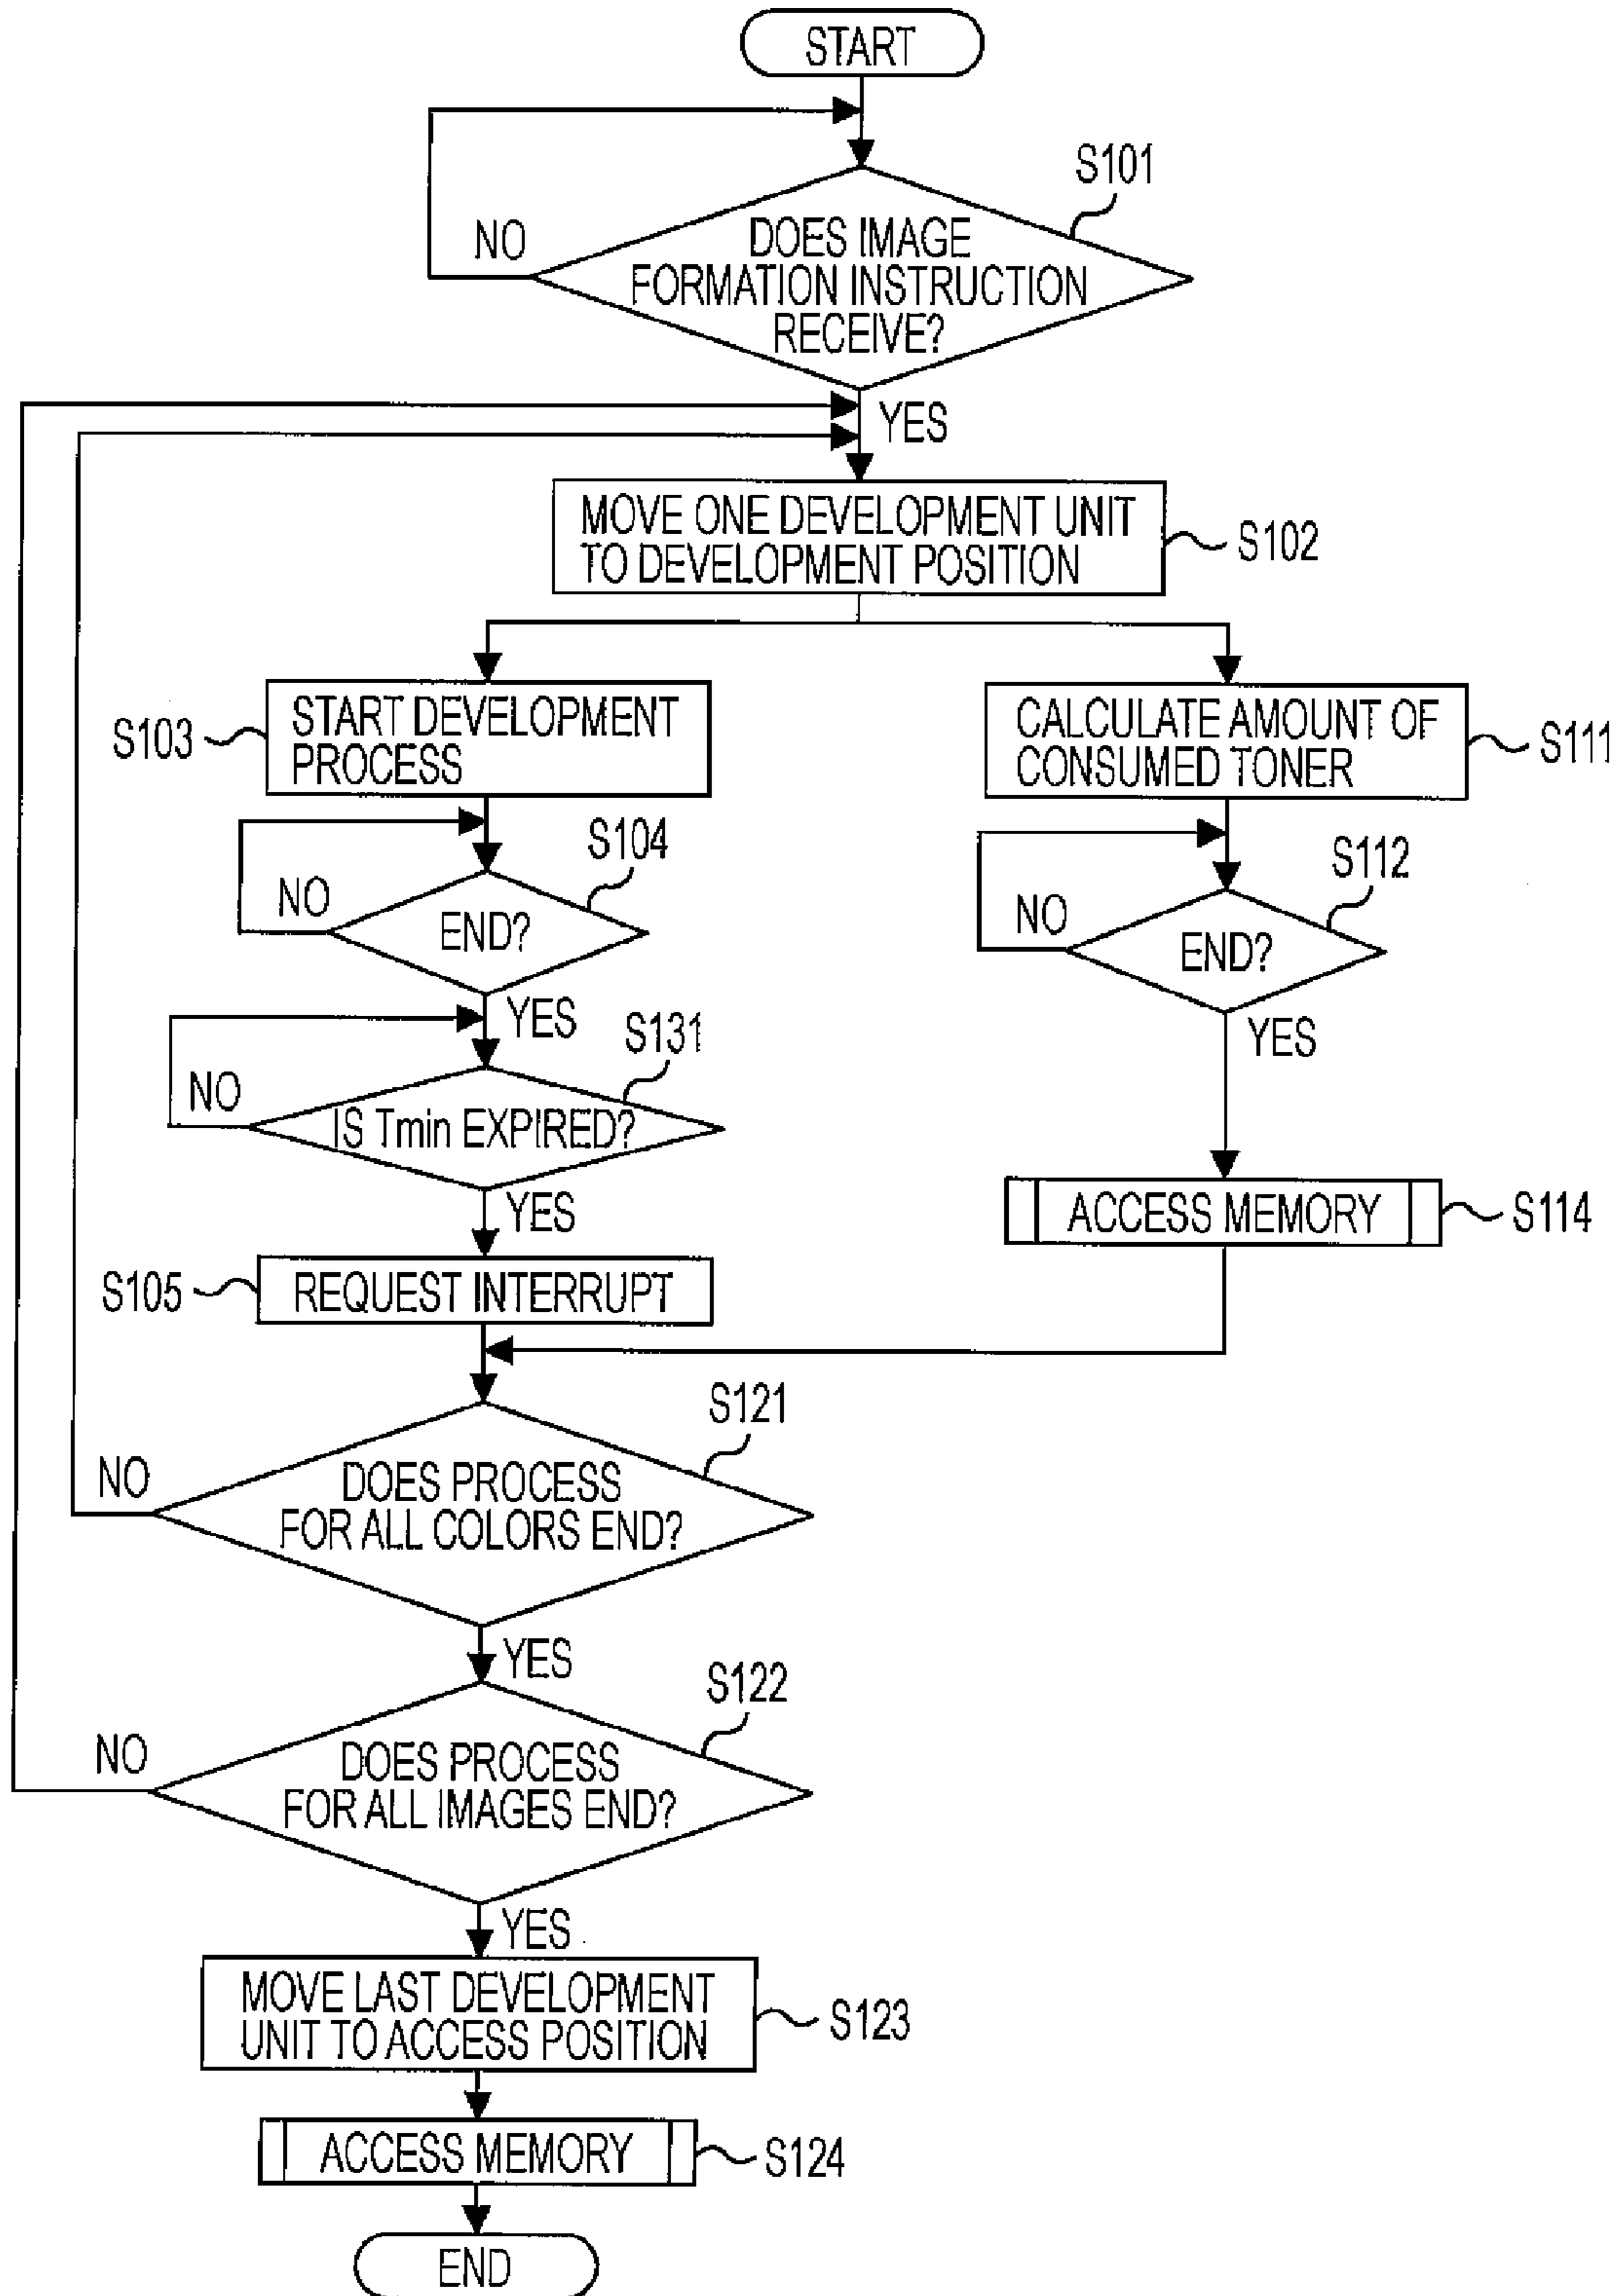 START
S101
NO
DOES IMAGE
FORMATION INSTRUCTION
RECEIVE?
YES
MOVE ONE DEVELOPMENT UNIT
TO DEVELOPMENT POSITION
S102
S103
START DEVELOPMENT
PROCESS
CALCULATE AMOUNT OF
CONSUMED TONER
S111
S104
NO
END?
YES
S112
NO
END?
YES
S131
NO
IS Tmin EXPIRED?
YES
ACCESS MEMORY
S114
S105
REQUEST INTERRUPT
S121
NO
DOES PROCESS
FOR ALL COLORS END?
YES
S122
NO
DOES PROCESS
FOR ALL IMAGES END?
YES
MOVE LAST DEVELOPMENT
UNIT TO ACCESS POSITION
S123
ACCESS MEMORY
S124
END